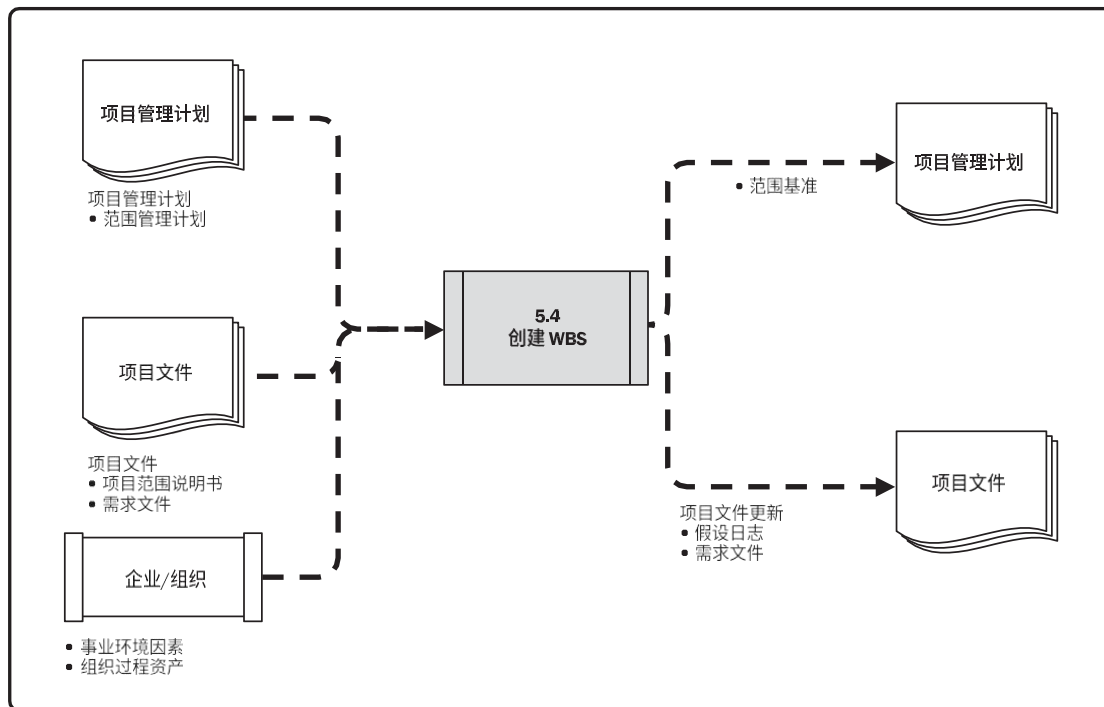 项目管理计划
项目管理计划
• 范围管理计划
项目文件
项目文件
• 项目范围说明书
• 需求文件
企业/组织
• 事业环境因素
• 组织过程资产
5.4
创建 WBS
• 范围基准
项目管理计划
项目文件更新
• 假设日志
• 需求文件
项目文件